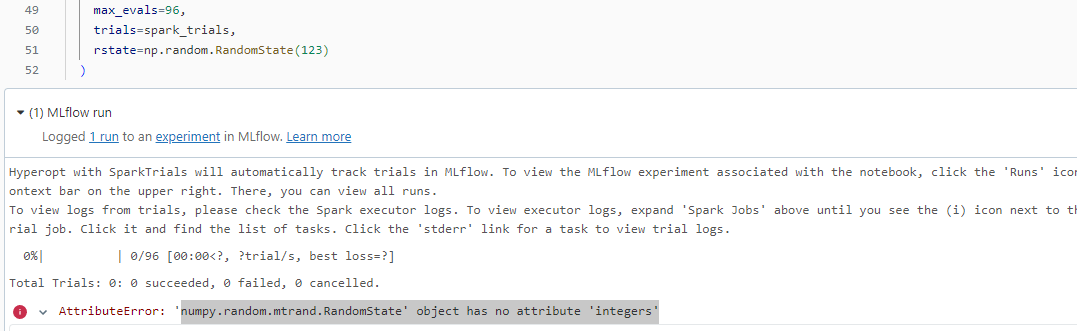 49 max_evals=96,
50 trials=spark_trials,
51 rstate=np.random.RandomState(123)
52 )
(1) MLflow run
Logged 1 run to an experiment in MLflow. Learn more
Hyperopt with SparkTrials will automatically track trials in MLflow. To view the MLflow experiment associated with the notebook, click the 'Runs' icon
ontext bar on the upper right. There, you can view all runs.
To view logs from trials, please check the Spark executor logs. To view executor logs, expand 'Spark Jobs' above until you see the (i) icon next to th
rial job. Click it and find the list of tasks. Click the 'stderr' link for a task to view trial logs.
0%| | 0/96 [00:00<?, ?trial/s, best loss=?]
Total Trials: 0: 0 succeeded, 0 failed, 0 cancelled.
AttributeError: 'numpy.random.mtrand.RandomState' object has no attribute 'integers'